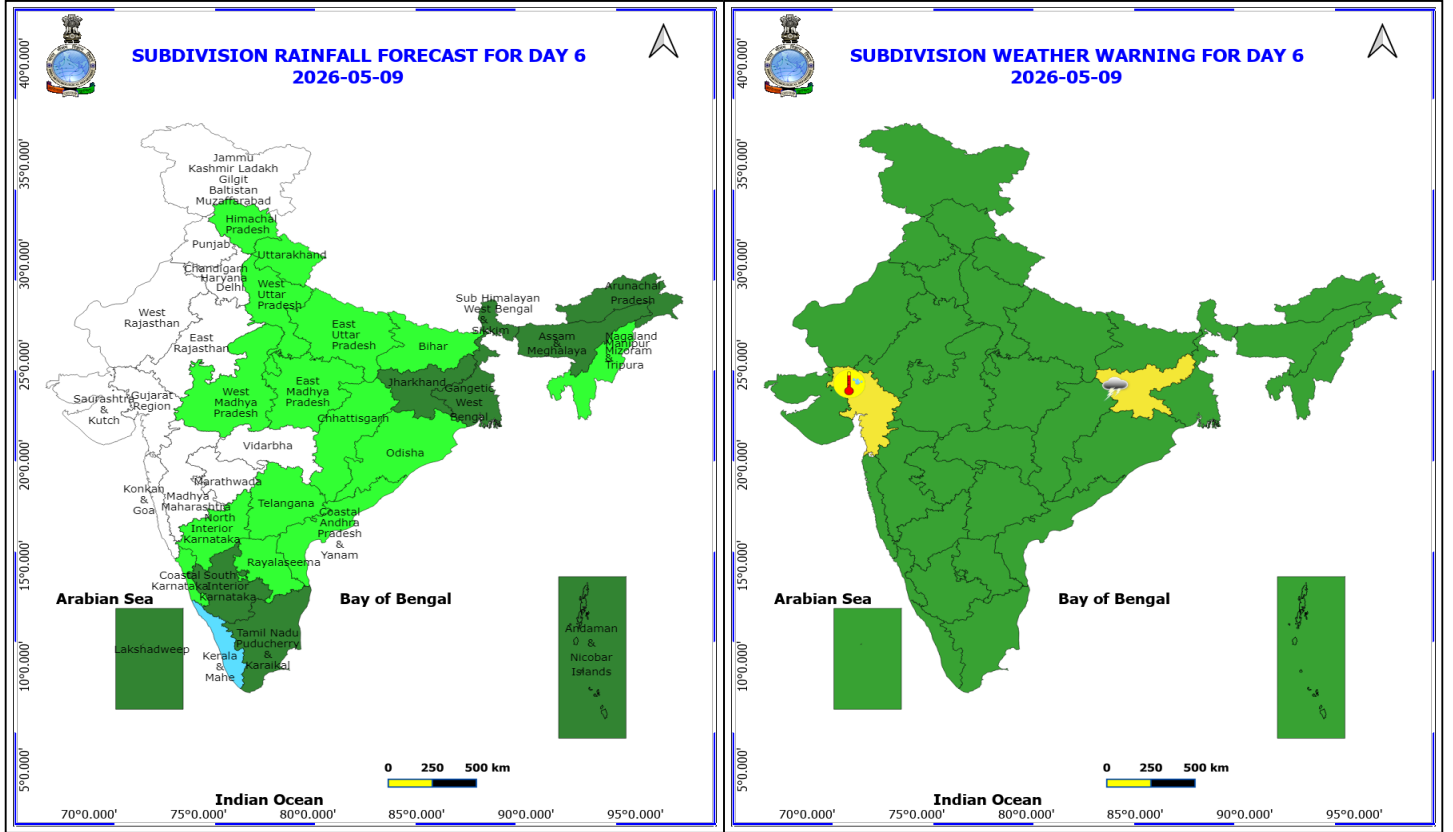 SUBDIVISION RAINFALL FORECAST FOR DAY 6
2026-05-09
40°0.000'
35°0.000'
30°0.000'
25°0.000'
20°0.000'
15°0.000'
10°0.000'
5°0.000'
Jammu
Kashmir Ladakh
Gilgit
Baltistan
Muzaffarabad
Himachal
Pradesh
Punjab
Uttarakhand
Chandigarh
Haryana
Delhi
West
Uttar
Pradesh
West
Rajasthan
East
Rajasthan
East
Uttar
Pradesh
Bihar
Sub Himalayan
West Bengal
&
Sikkim
Arunachal
Pradesh
Assam
&
Meghalaya
Nagaland
Manipur
Mizoram
&
Tripura
Saurashtra
&
Kutch
Gujarat
Region
West
Madhya
Pradesh
East
Madhya
Pradesh
Jharkhand
Gangetic
West
Bengal
Chhattisgarh
Vidarbha
Odisha
Konkan
&
Goa
Madhya
Maharashtra
Marathwada
Telangana
North
Interior
Karnataka
Coastal
Andhra
Pradesh
&
Yanam
Rayalaseema
Coastal
Karnataka
South
Interior
Karnataka
Arabian Sea
Bay of Bengal
Lakshadweep
Kerala
&
Mahe
Tamil Nadu
Puducherry
&
Karaikal
Andaman
&
Nicobar
Islands
0 250 500 km
Indian Ocean
70°0.000' 75°0.000' 80°0.000' 85°0.000' 90°0.000' 95°0.000'
SUBDIVISION WEATHER WARNING FOR DAY 6
2026-05-09
40°0.000'
35°0.000'
30°0.000'
25°0.000'
20°0.000'
15°0.000'
10°0.000'
5°0.000'
Arabian Sea
Bay of Bengal
0 250 500 km
Indian Ocean
70°0.000' 75°0.000' 80°0.000' 85°0.000' 90°0.000' 95°0.000'